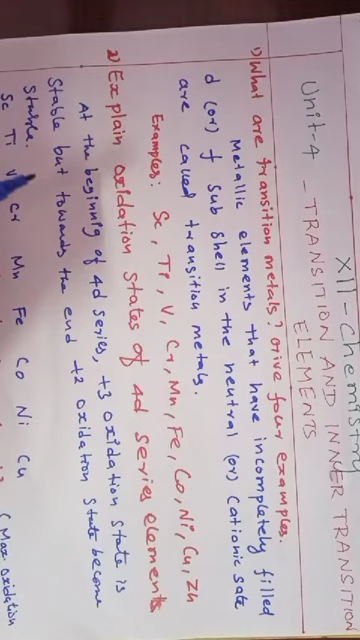 XII-Chemistry
Unit-4 - TRANSITION AND INNER TRANSITION
ELEMENTS
1) What are transition metals? Give four examples.
Metallic elements that have incompletely filled
d (or) f sub shell in the neutral (or) cationic sate
are called transition metals.
Examples: Sc, Ti, V, Cr, Mn, Fe, Co, Ni, Cu, Zn
2) Explain oxidation states of 4d series elements
At the beginning of 4d series, +3 oxidation state is
stable but towards the end +2 oxidation state become
stable.
Sc Ti V Cr Mn Fe Co Ni Cu
(Max. oxidation